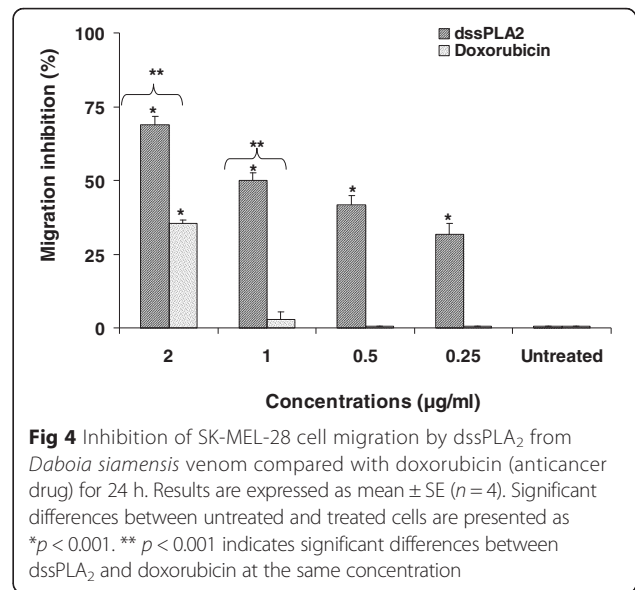 100
75
50
25
0
Migration inhibition (%)
dssPLA2
Doxorubicin
**
*
*
**
*
*
*
2 1 0.5 0.25 Untreated
Concentrations (µg/ml)
Fig 4 Inhibition of SK-MEL-28 cell migration by dssPLA₂ from
Daboia siamensis venom compared with doxorubicin (anticancer
drug) for 24 h. Results are expressed as mean ± SE (n = 4). Significant
differences between untreated and treated cells are presented as
*p < 0.001. ** p < 0.001 indicates significant differences between
dssPLA₂ and doxorubicin at the same concentration